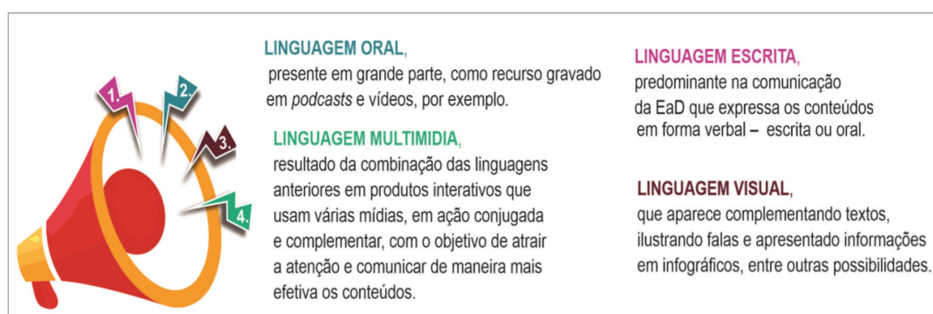 1.
2.
3.
4.
LINGUAGEM ORAL,
presente em grande parte, como recurso gravado
em podcasts e vídeos, por exemplo.
LINGUAGEM MULTIMIDIA,
resultado da combinação das linguagens
anteriores em produtos interativos que
usam várias mídias, em ação conjugada
e complementar, com o objetivo de atrair
a atenção e comunicar de maneira mais
efetiva os conteúdos.
LINGUAGEM ESCRITA,
predominante na comunicação
da EaD que expressa os conteúdos
em forma verbal – escrita ou oral.
LINGUAGEM VISUAL,
que aparece complementando textos,
ilustrando falas e apresentado informações
em infográficos, entre outras possibilidades.